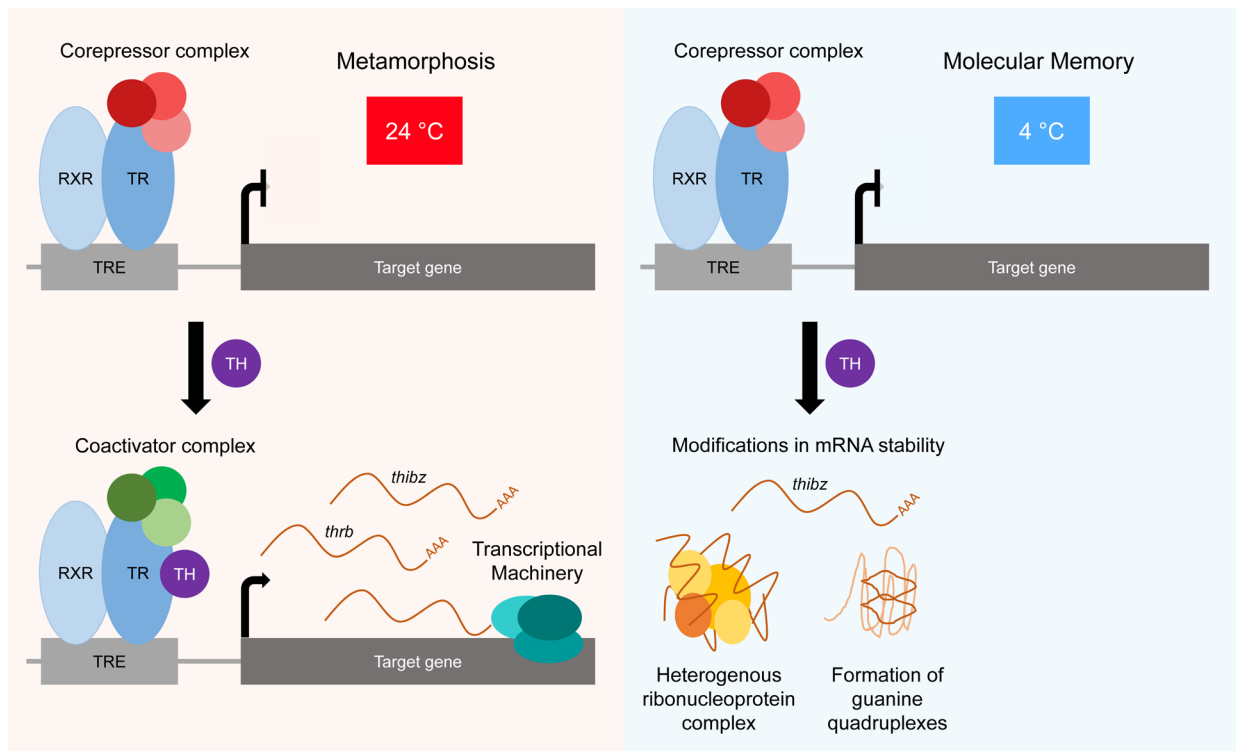 Corepressor complex
Metamorphosis
24 °C
RXR
TR
TRE
Target gene
TH
Coactivator complex
thibz
AAA
thrb
AAA
Transcriptional
Machinery
RXR
TR
TH
TRE
Target gene
Corepressor complex
Molecular Memory
4 °C
RXR
TR
TRE
Target gene
TH
Modifications in mRNA stability
thibz
AAA
Heterogenous
ribonucleoprotein
complex
Formation of
guanine
quadruplexes